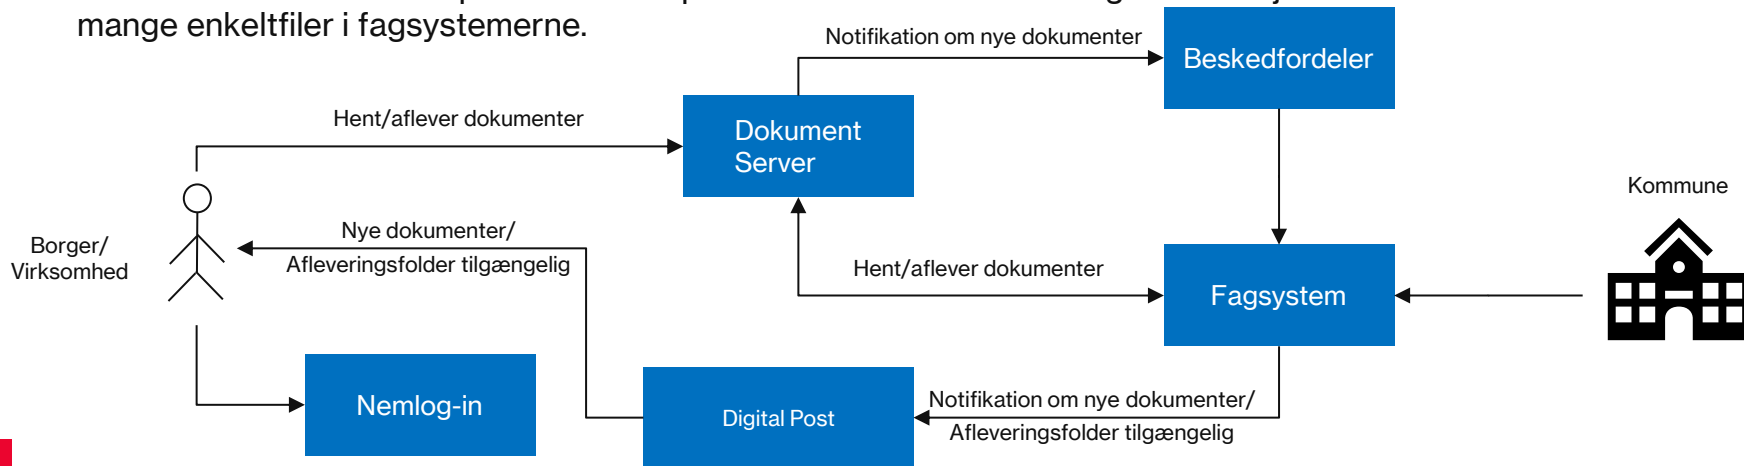 mange enkeltfiler i fagsystemerne.
Notifikation om nye dokumenter
Beskedfordeler
Hent/aflever dokumenter
Dokument
Server
Kommune
Borger/
Virksomhed
Nye dokumenter/
Afleveringsfolder tilgængelig
Hent/aflever dokumenter
Fagsystem
Nemlog-in
Digital Post
Notifikation om nye dokumenter/
Afleveringsfolder tilgængelig